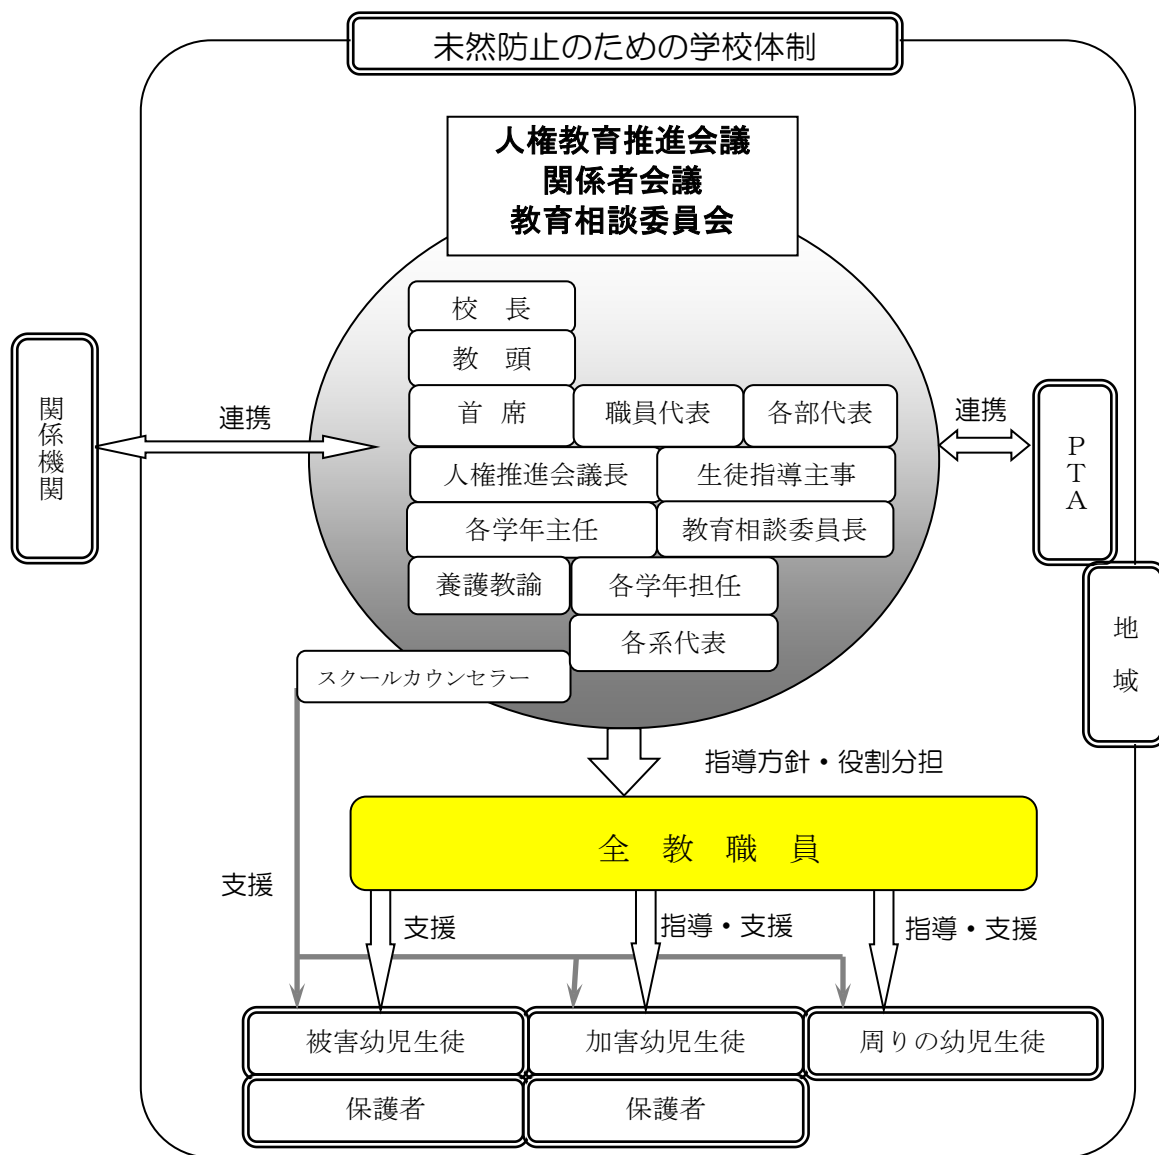 未然防止のための学校体制
人権教育推進会議
関係者会議
教育相談委員会
校　長
教　頭
首　席
職員代表
各部代表
人権推進会議長
生徒指導主事
各学年主任
教育相談委員長
養護教諭
各学年担任
各系代表
スクールカウンセラー
関係機関
連携
連携
PTA
地域
指導方針・役割分担
全　教　職　員
支援
支援
指導・支援
指導・支援
被害幼児生徒
加害幼児生徒
周りの幼児生徒
保護者
保護者